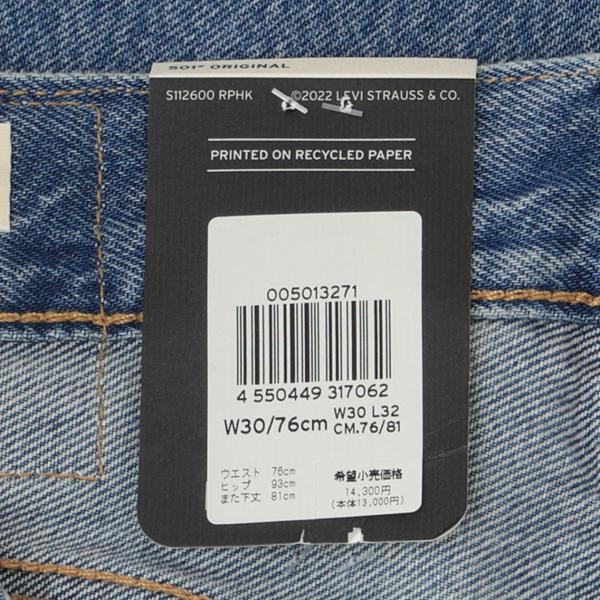 501® ORIGINAL
S112600 RPHK ©2022 LEVI STRAUSS & CO.
PRINTED ON RECYCLED PAPER
005013271
4 550449 317062
W30/76cm
W30 L32
CM.76/81
ウエスト 76cm
ヒップ 93cm
また下丈 81cm
希望小売価格
14,300円
(本体13,000円)